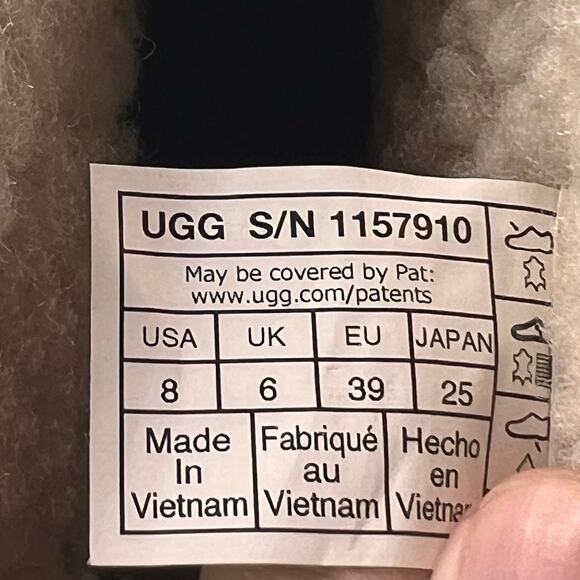 UGG S/N 1157910
May be covered by Pat:
www.ugg.com/patents
USA UK EU JAPAN
8 6 39 25
Made Fabriqué Hecho
In au en
Vietnam Vietnam